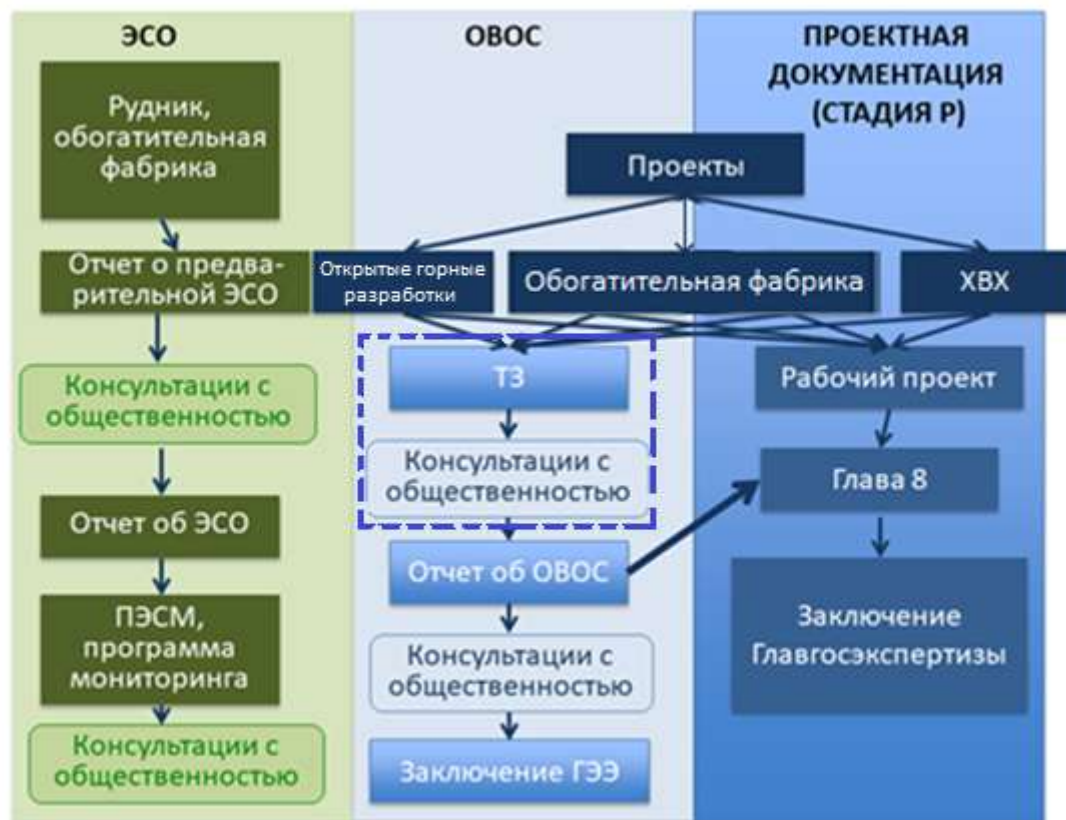 ЭСО
Рудник,
обогатительная
фабрика
Отчет о предва-
рительной ЭСО
Консультации с
общественностью
Отчет об ЭСО
ПЭСМ,
программа
мониторинга
Консультации с
общественностью
ОВОС
ПРОЕКТНАЯ
ДОКУМЕНТАЦИЯ
(СТАДИЯ Р)
Проекты
Открытые горные
разработки
Обогатительная фабрика
ХВХ
ТЗ
Консультации с
общественностью
Отчет об ОВОС
Консультации с
общественностью
Заключение ГЭЭ
Рабочий проект
Глава 8
Заключение
Главгосэкспертизы